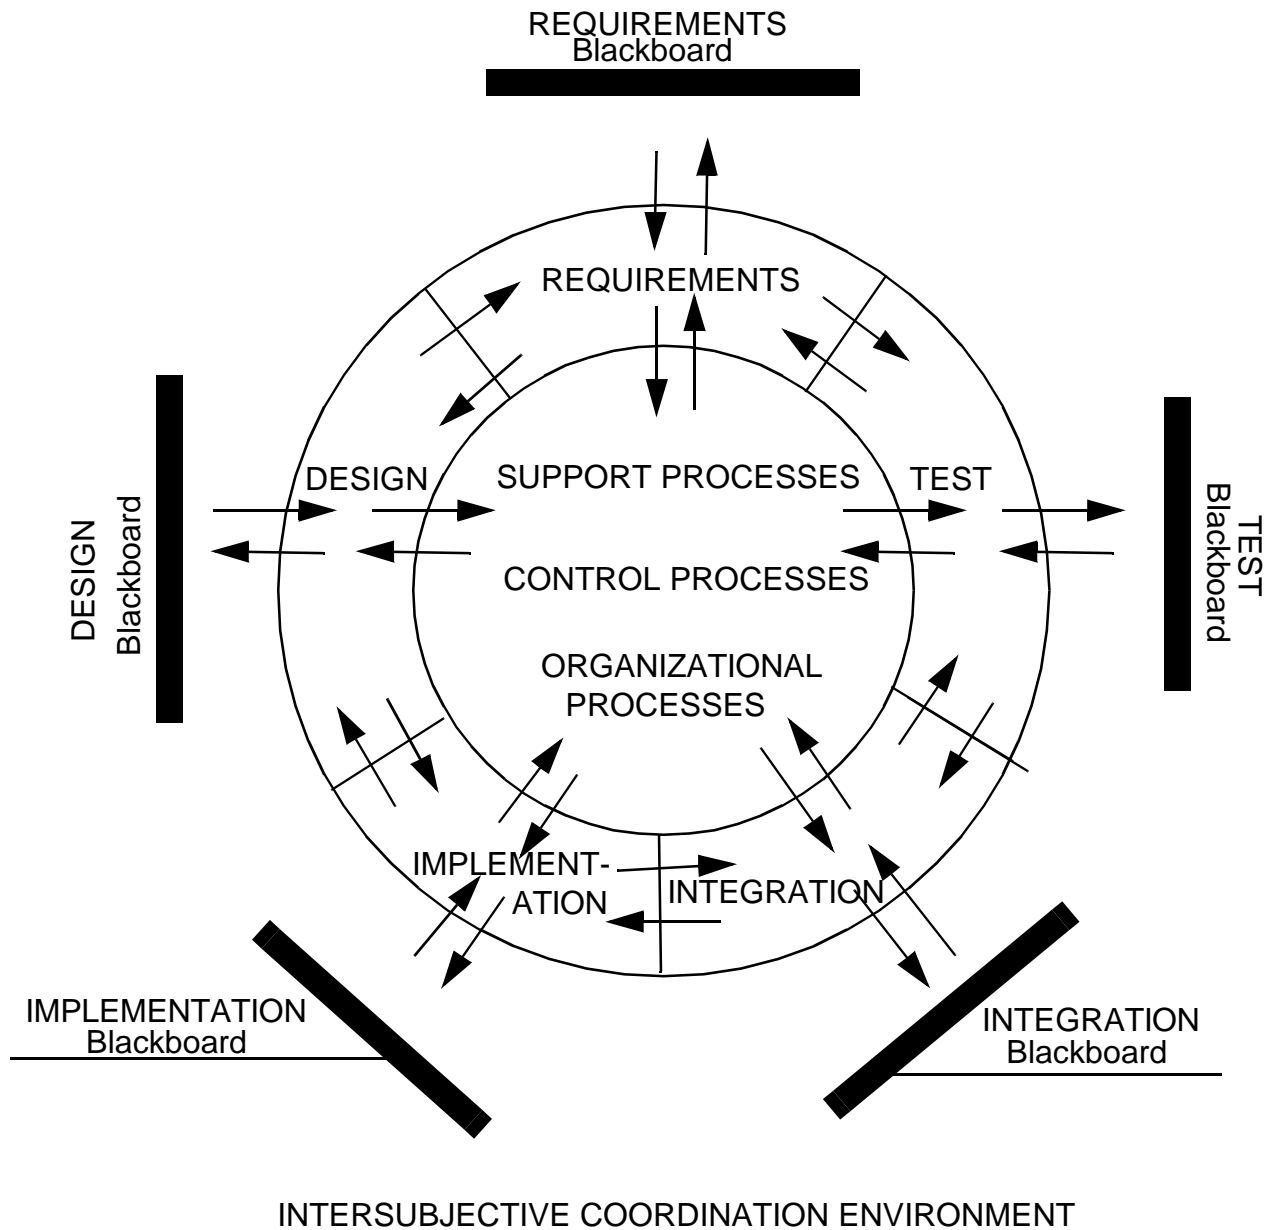 REQUIREMENTS
Blackboard
REQUIREMENTS
DESIGN
SUPPORT PROCESSES
TEST
DESIGN
Blackboard
CONTROL PROCESSES
TEST
Blackboard
ORGANIZATIONAL
PROCESSES
IMPLEMENT-
ATION
INTEGRATION
IMPLEMENTATION
Blackboard
INTEGRATION
Blackboard
INTERSUBJECTIVE COORDINATION ENVIRONMENT